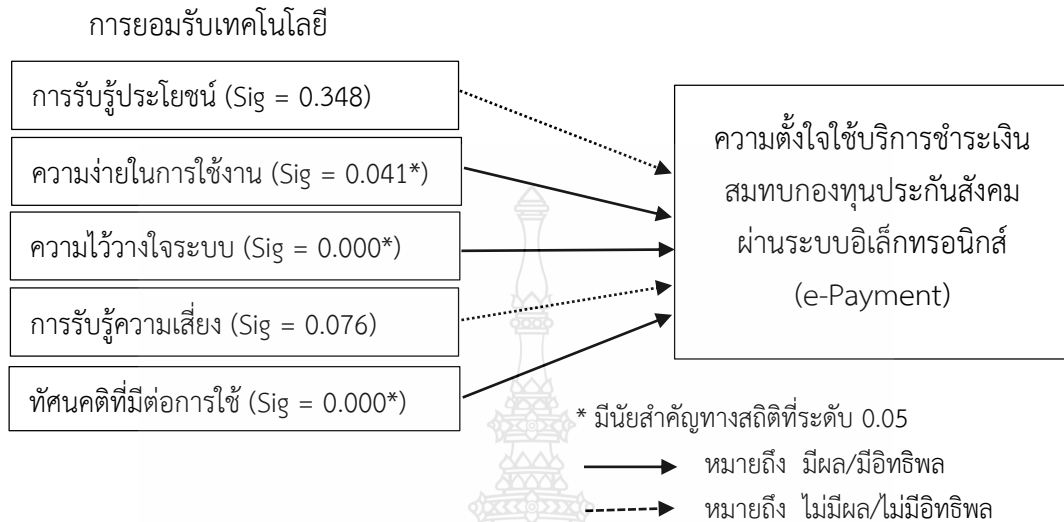 การยอมรับเทคโนโลยี
การรับรู้ประโยชน์ (Sig = 0.348)
ความง่ายในการใช้งาน (Sig = 0.041*)
ความไว้วางใจระบบ (Sig = 0.000*)
การรับรู้ความเสี่ยง (Sig = 0.076)
ทัศนคติที่มีต่อการใช้ (Sig = 0.000*)
ความตั้งใจใช้บริการชำระเงิน
สมทบกองทุนประกันสังคม
ผ่านระบบอิเล็กทรอนิกส์
(e-Payment)
* มีนัยสำคัญทางสถิติที่ระดับ 0.05
หมายถึง มีผล/มีอิทธิพล
หมายถึง ไม่มีผล/ไม่มีอิทธิพล